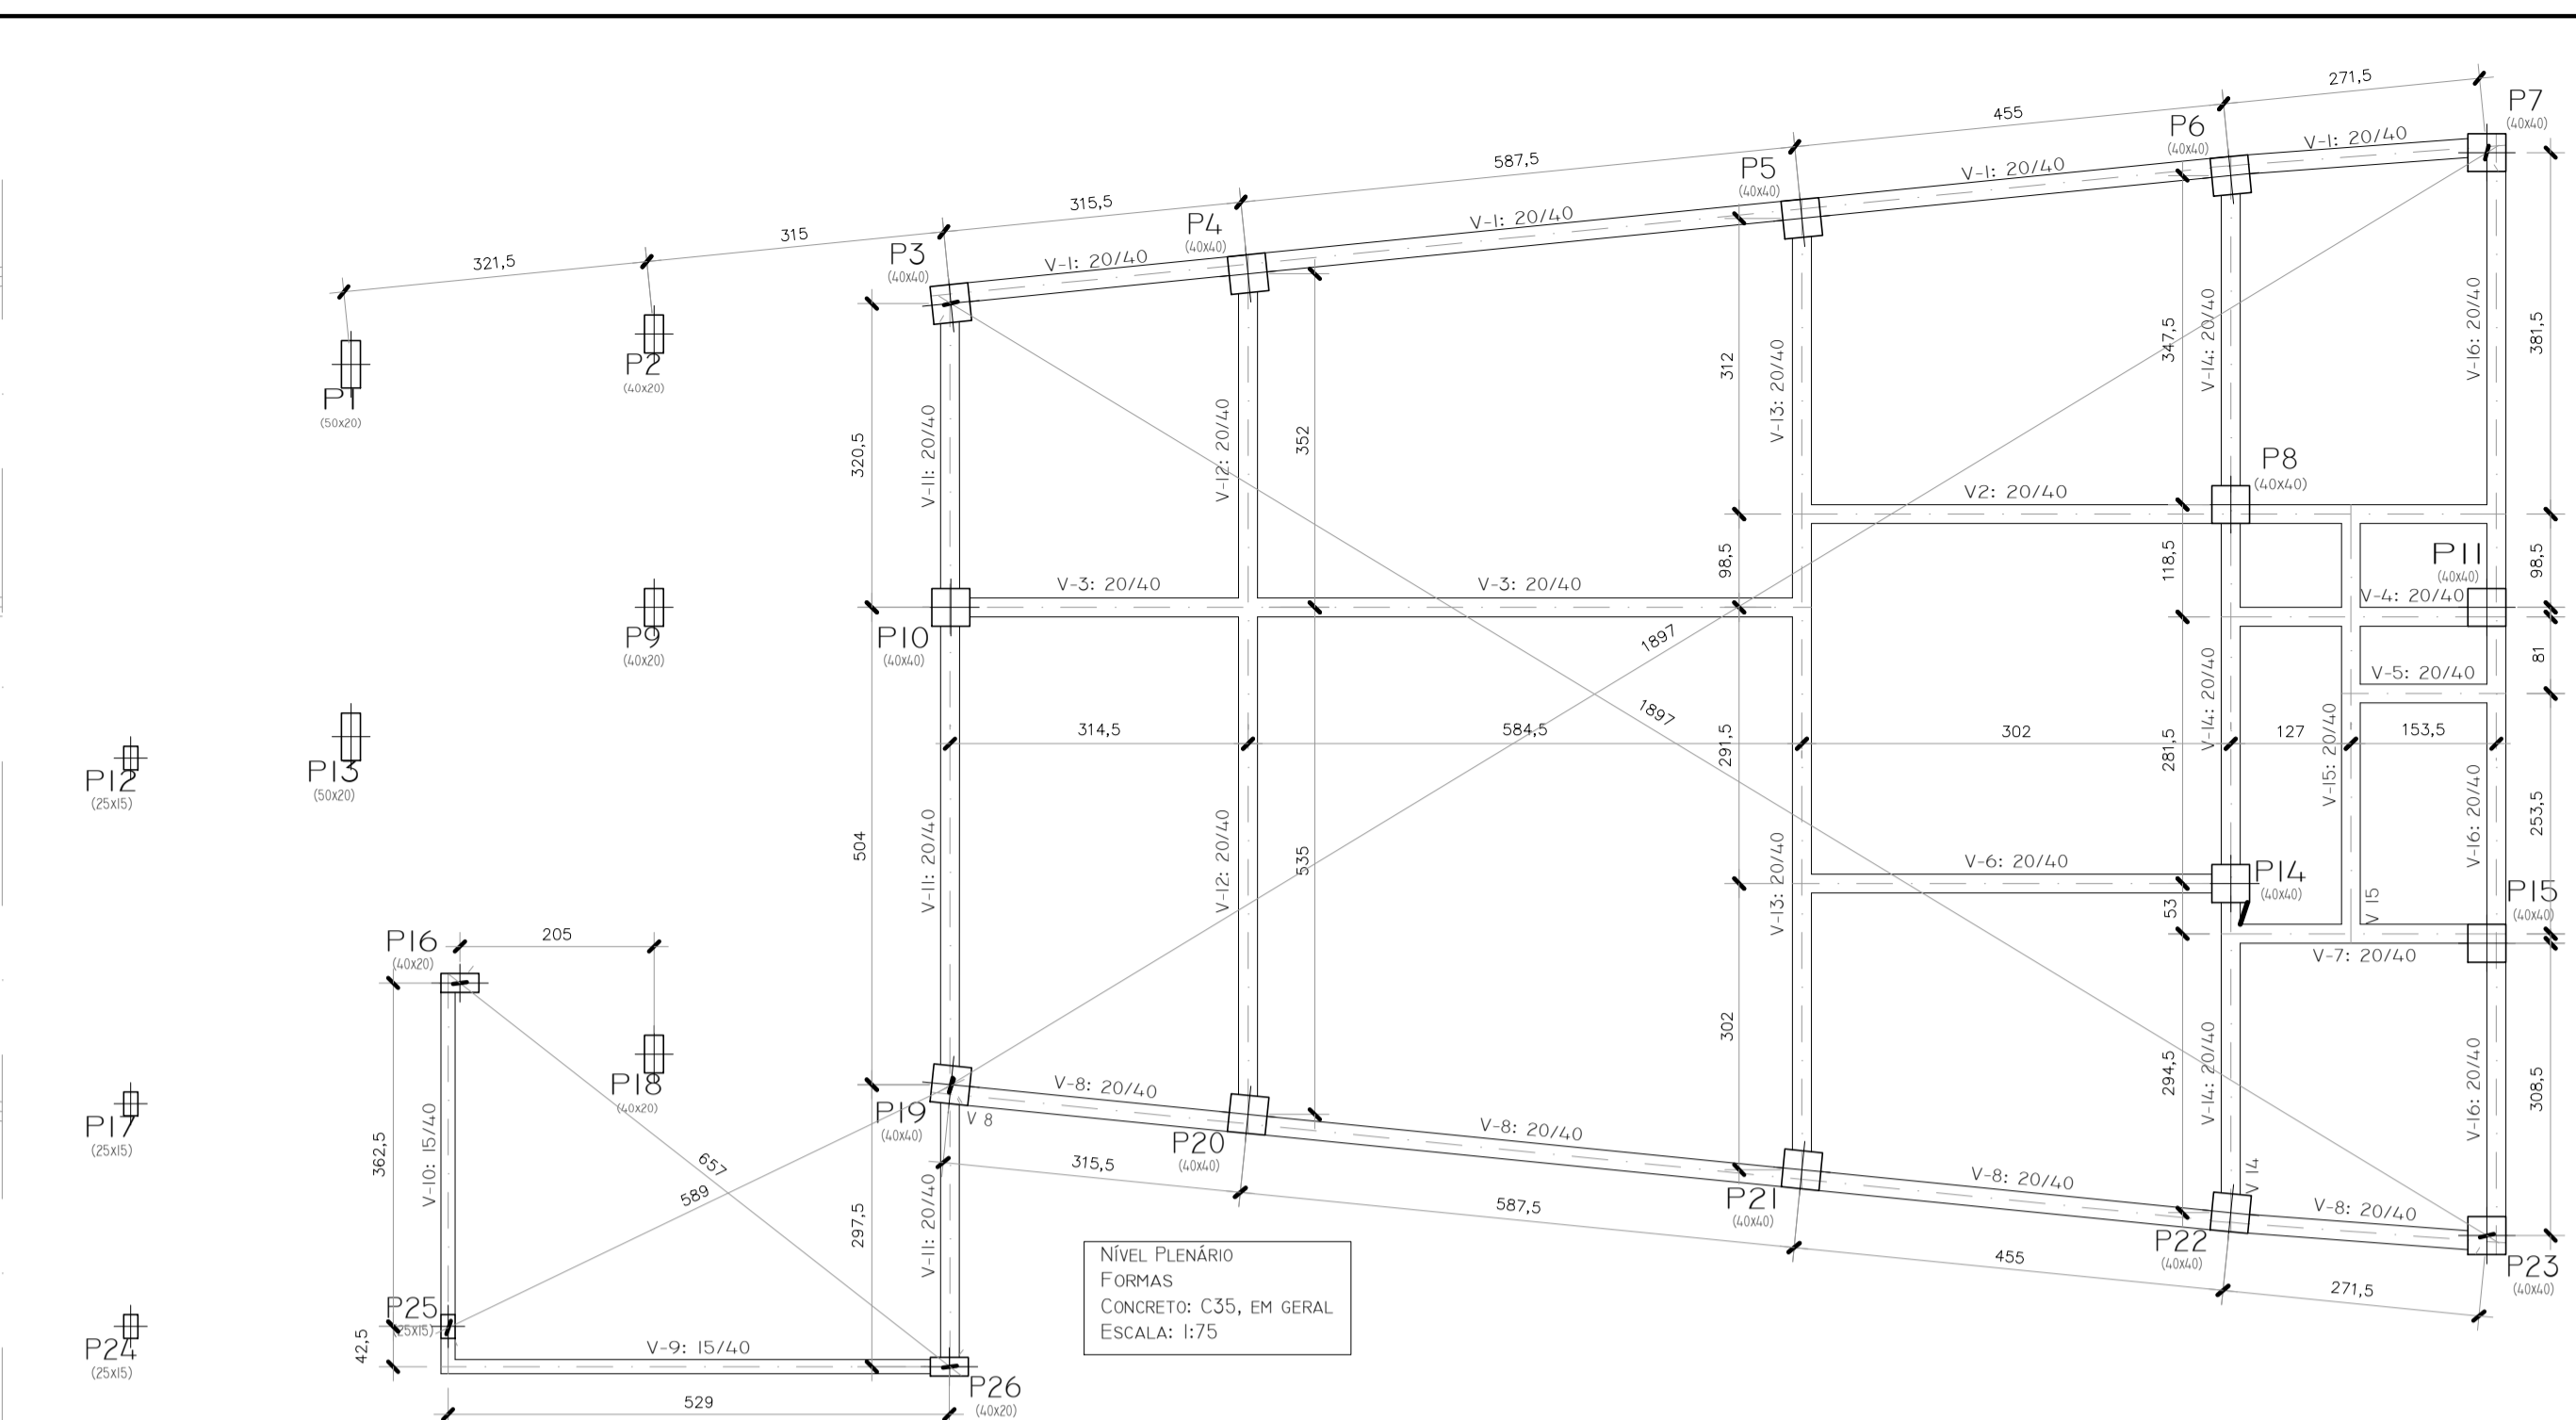 271,5
P7
(40x40)
455
P6
(40x40)
V-1: 20/40
587,5
P5
(40x40)
V-1: 20/40
315,5
P4
(40x40)
V-1: 20/40
315
P3
(40x40)
V-1: 20/40
321,5
P1
(50x20)
P2
(40x20)
320,5
V-11: 20/40
V-12: 20/40
352
312
V-13: 20/40
347,5
V-14: 20/40
V-16: 20/40
381,5
P8
(40x40)
V2: 20/40
P11
(40x40)
98,5
118,5
98,5
V-3: 20/40
V-3: 20/40
V-4: 20/40
P9
(40x20)
P10
(40x40)
1897
1897
81
V-5: 20/40
V-14: 20/40
314,5
584,5
291,5
302
281,5
127
153,5
V-15: 20/40
V-16: 20/40
253,5
P12
(25x15)
P13
(50x20)
504
V-11: 20/40
V-12: 20/40
535
V-13: 20/40
V-6: 20/40
P14
(40x40)
53
V 15
P15
(40x40)
V-7: 20/40
P16
(40x20)
205
P18
(40x20)
302
294,5
V-14: 20/40
V-16: 20/40
308,5
P17
(25x15)
P19
(40x40)
V 8
V-8: 20/40
P20
(40x40)
V-8: 20/40
362,5
V-10: 15/40
657
589
315,5
587,5
P21
(40x40)
V-8: 20/40
V 14
P22
(40x40)
V-8: 20/40
P23
(40x40)
455
271,5
297,5
V-11: 20/40
NÍVEL PLENÁRIO
FORMAS
CONCRETO: C35, EM GERAL
ESCALA: 1:75
P24
(25x15)
P25
(25x15)
42,5
V-9: 15/40
P26
(40x20)
529